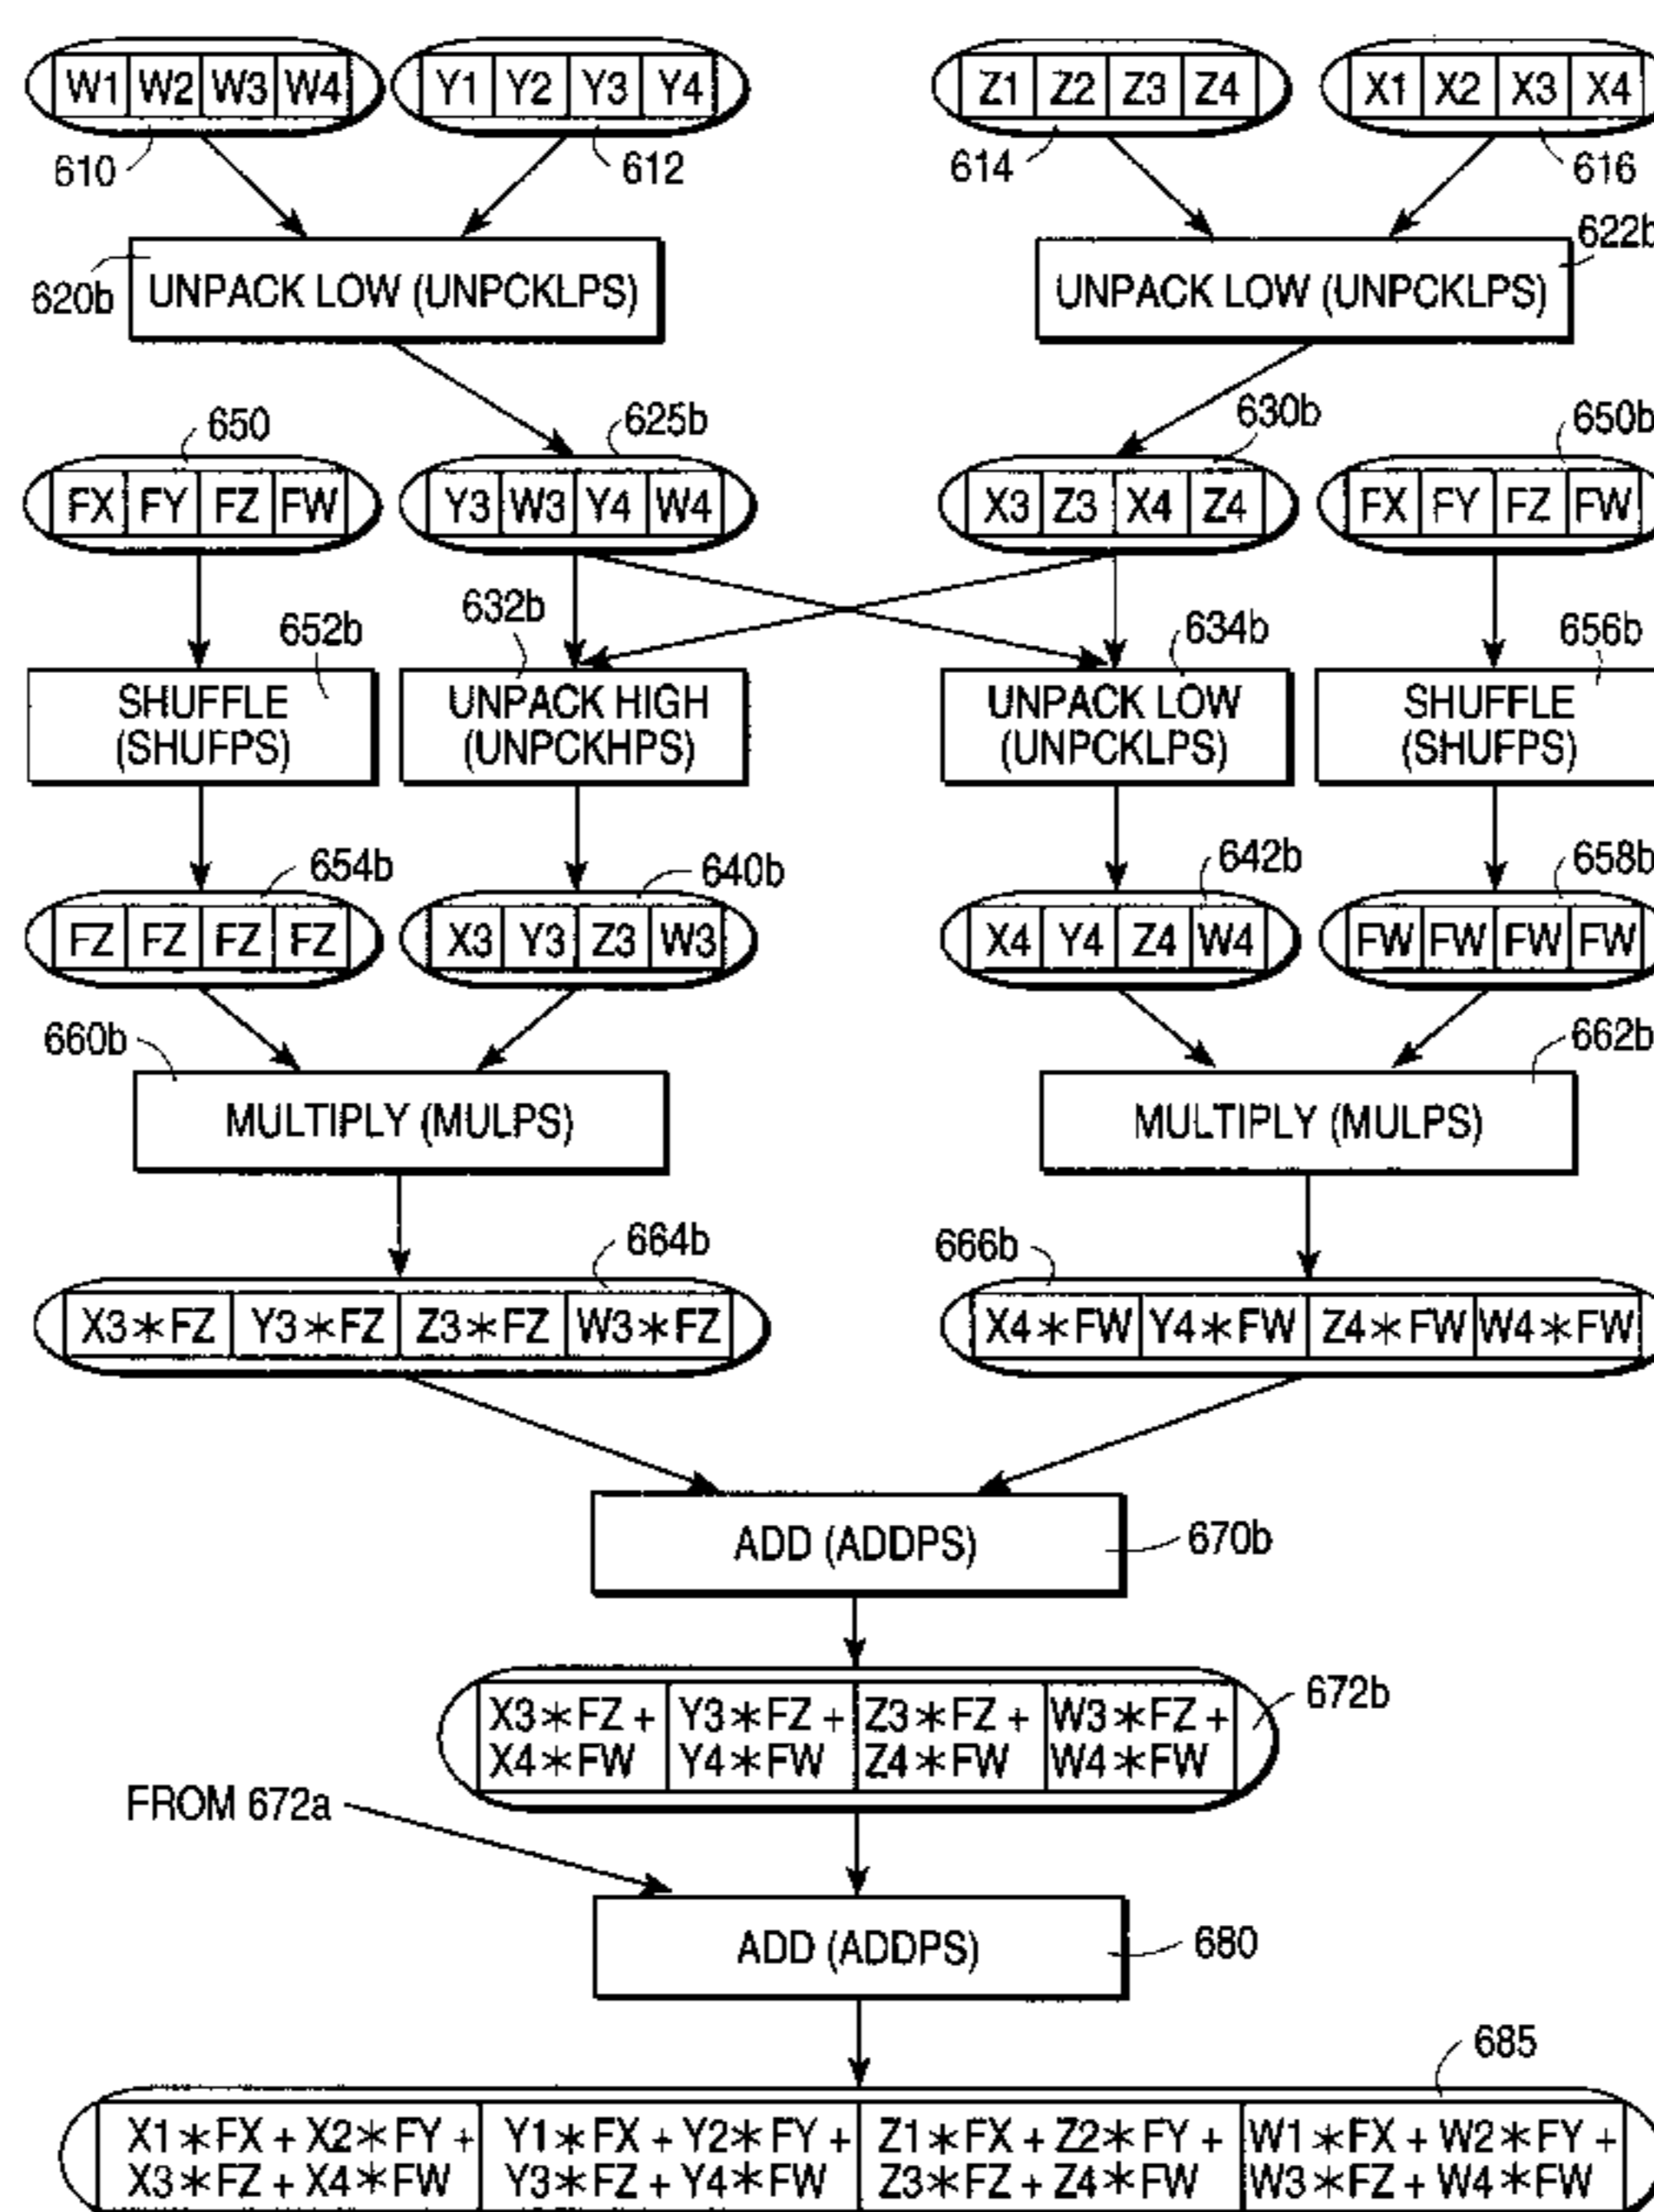 W1 W2 W3 W4 Y1 Y2 Y3 Y4 Z1 Z2 Z3 Z4 X1 X2 X3 X4
610 612 614 616
622b
620b UNPACK LOW (UNPCKLPS) UNPACK LOW (UNPCKLPS)
650 625b 630b 650b
FX FY FZ FW Y3 W3 Y4 W4 X3 Z3 X4 Z4 FX FY FZ FW
652b 632b 634b 656b
SHUFFLE UNPACK HIGH UNPACK LOW SHUFFLE
(SHUFPS) (UNPCKHPS) (UNPCKLPS) (SHUFPS)
654b 640b 642b 658b
FZ FZ FZ FZ X3 Y3 Z3 W3 X4 Y4 Z4 W4 FW FW FW FW
660b 662b
MULTIPLY (MULPS) MULTIPLY (MULPS)
664b 666b
X3*FZ Y3*FZ Z3*FZ W3*FZ X4*FW Y4*FW Z4*FW W4*FW
ADD (ADDPS) 670b
672b
X3*FZ + Y3*FZ + Z3*FZ + W3*FZ +
X4*FW Y4*FW Z4*FW W4*FW
FROM 672a
ADD (ADDPS) 680
685
X1*FX + X2*FY + Y1*FX + Y2*FY + Z1*FX + Z2*FY + W1*FX + W2*FY +
X3*FZ + X4*FW Y3*FZ + Y4*FW Z3*FZ + Z4*FW W3*FZ + W4*FW